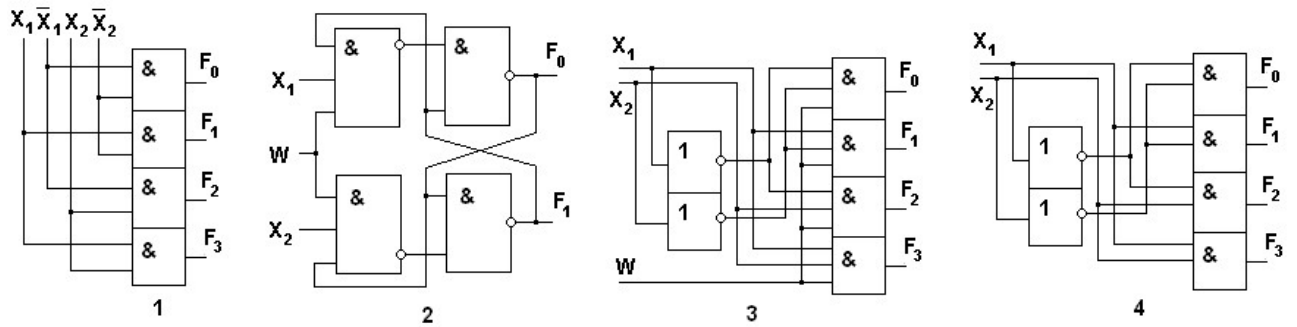 X1 X̅1 X2 X̅2
& F0
& F1
& F2
& F3
1
& & F0
X1
W
& & F1
X2
2
X1
X2
1
1
W
& F0
& F1
& F2
& F3
3
X1
X2
1
1
& F0
& F1
& F2
& F3
4